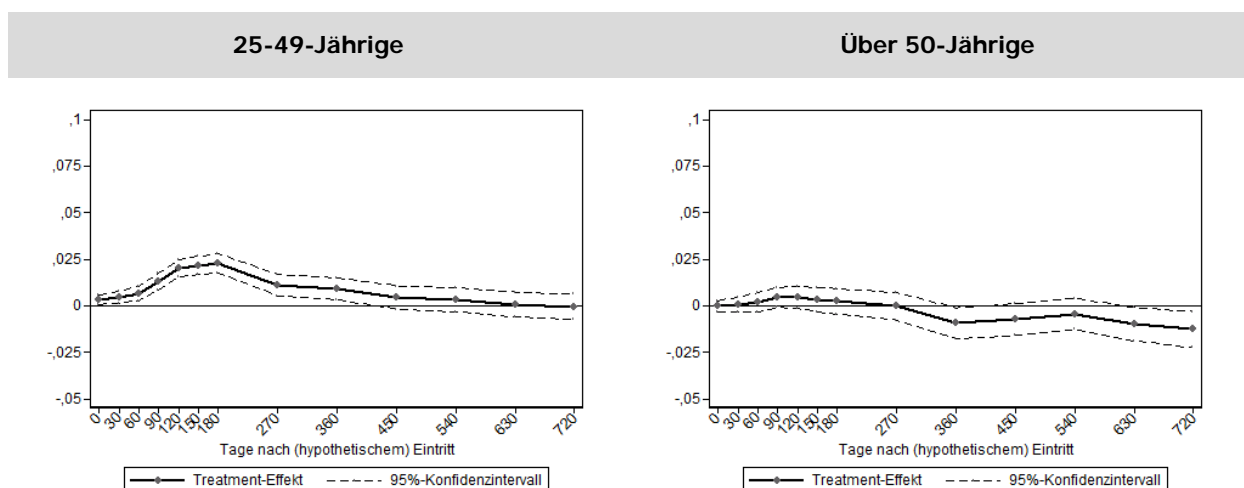 25-49-Jährige
Über 50-Jährige
,1
,075
,05
,025
0
-,025
-,05
0 30 60 90 120 150 180 270 360 450 540 630 720
Tage nach (hypothetischem) Eintritt
Treatment-Effekt 95%-Konfidenzintervall
,1
,075
,05
,025
0
-,025
-,05
0 30 60 90 120 150 180 270 360 450 540 630 720
Tage nach (hypothetischem) Eintritt
Treatment-Effekt 95%-Konfidenzintervall